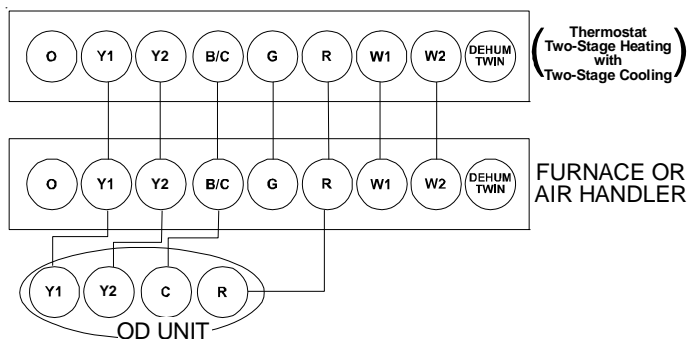 O Y1 Y2 B/C G R W1 W2 DEHUM TWIN
(Thermostat
Two-Stage Heating
with
Two-Stage Cooling)
O Y1 Y2 B/C G R W1 W2 DEHUM TWIN
FURNACE OR
AIR HANDLER
Y1 Y2 C R
OD UNIT